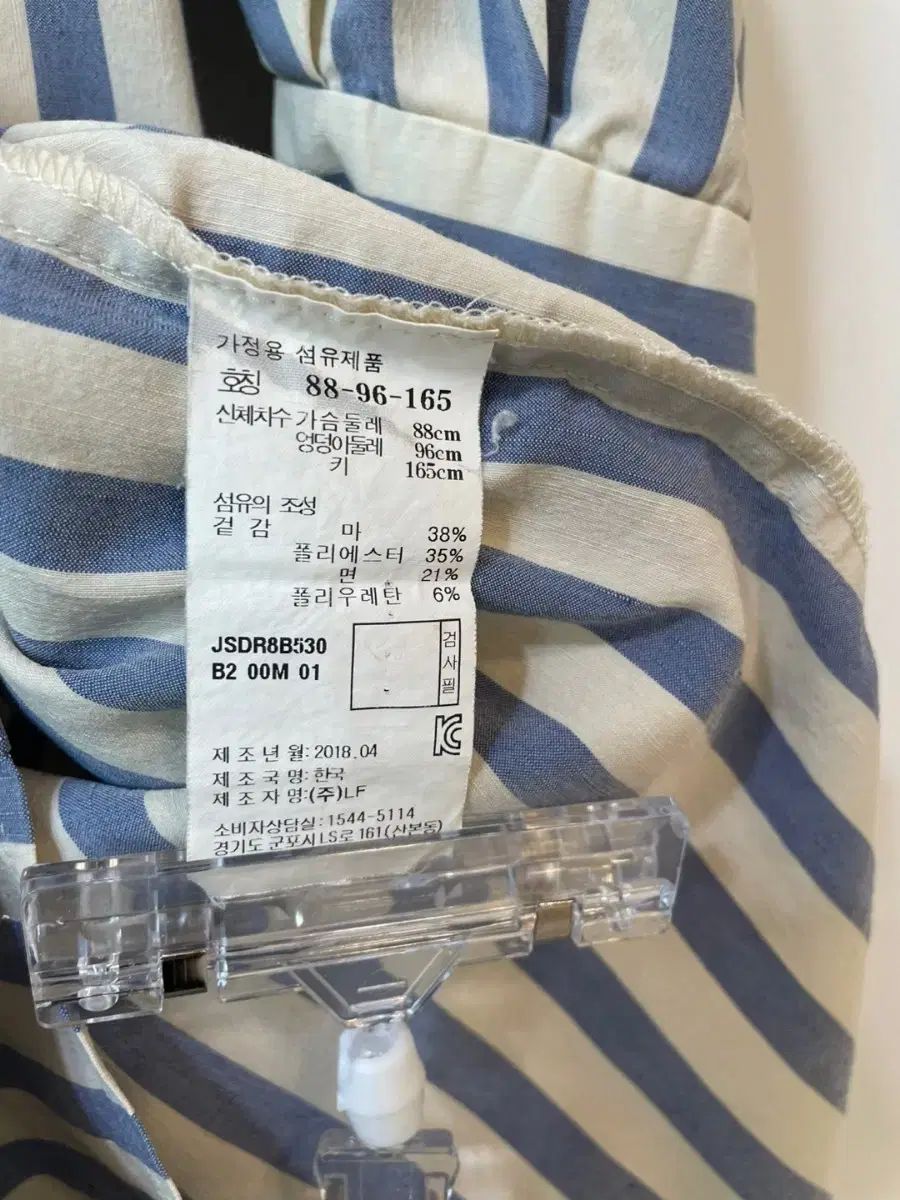 가정용 섬유제품
호칭 88-96-165
신체치수 가슴둘레 88cm
엉덩이둘레 96cm
키 165cm
섬유의 조성
겉감 마 38%
폴리에스터 35%
면 21%
폴리우레탄 6%
JSDR8B530
B2 00M 01
검사필
KC
제조년월:2018.04
제조국명:한국
제조자명:(주)LF
소비자상담실:1544-5114
경기도 군포시 LS로 161(산본동)